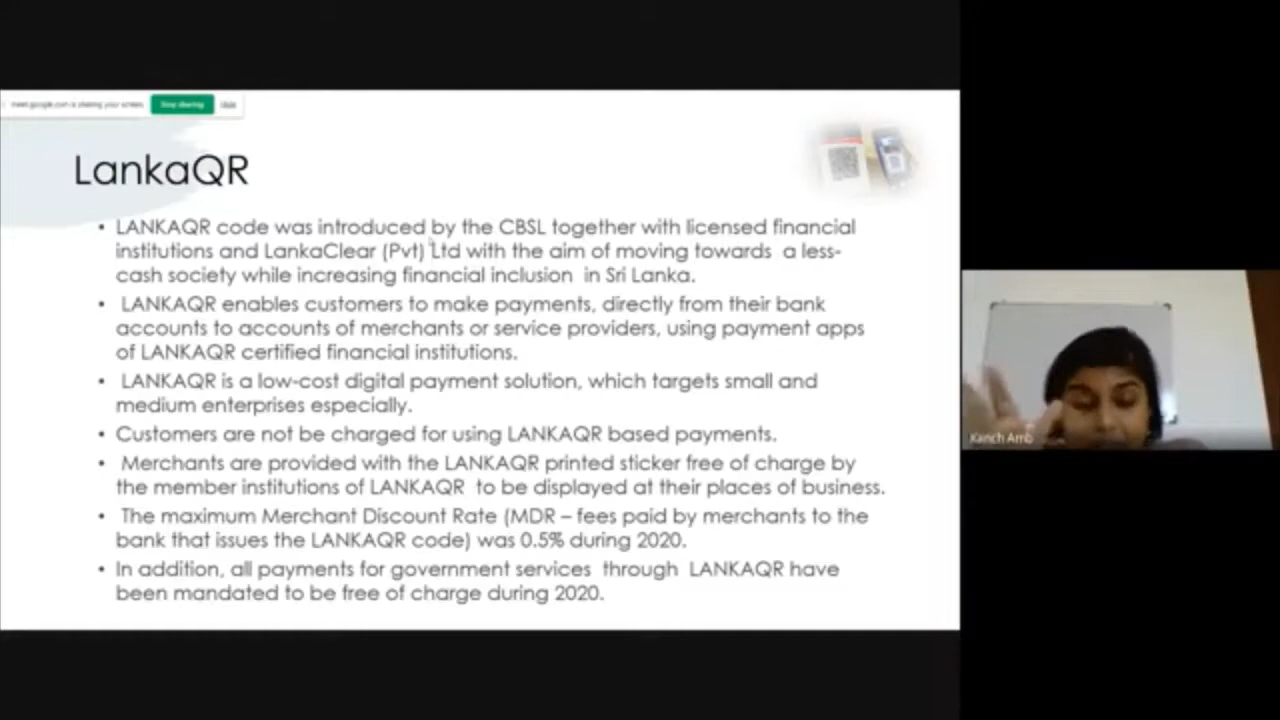 meet.google.com is sharing your screen. Stop sharing Hide
LankaQR
• LANKAQR code was introduced by the CBSL together with licensed financial
institutions and LankaClear (Pvt) Ltd with the aim of moving towards a less-
cash society while increasing financial inclusion in Sri Lanka.
• LANKAQR enables customers to make payments, directly from their bank
accounts to accounts of merchants or service providers, using payment apps
of LANKAQR certified financial institutions.
• LANKAQR is a low-cost digital payment solution, which targets small and
medium enterprises especially.
• Customers are not be charged for using LANKAQR based payments.
• Merchants are provided with the LANKAQR printed sticker free of charge by
the member institutions of LANKAQR to be displayed at their places of business.
• The maximum Merchant Discount Rate (MDR – fees paid by merchants to the
bank that issues the LANKAQR code) was 0.5% during 2020.
• In addition, all payments for government services through LANKAQR have
been mandated to be free of charge during 2020.
Kanch Amb